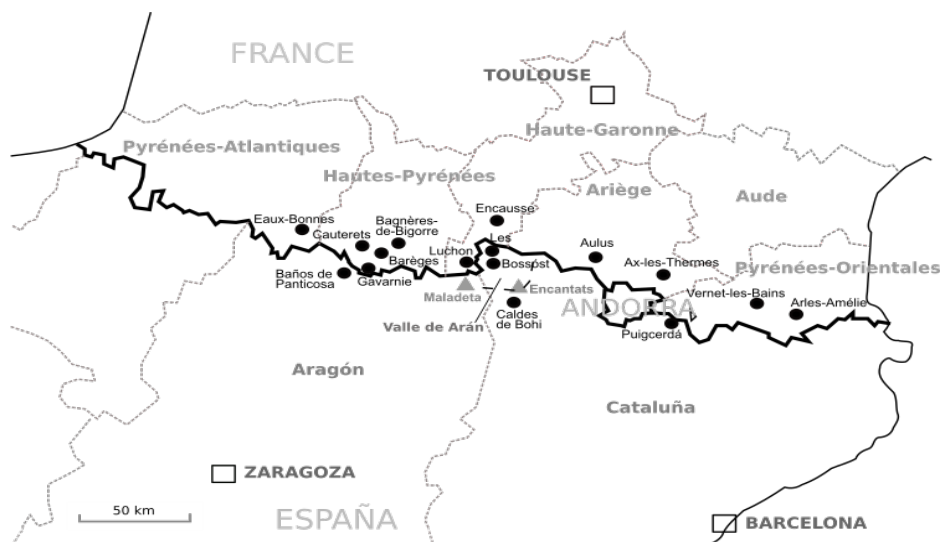 FRANCE
TOULOUSE
Haute-Garonne
Pyrénées-Atlantiques
Hautes-Pyrénées
Ariège
Aude
Encausse
Eaux-Bonnes
Bagnères-
de-Bigorre
Cauterets
Les
Luchon
Aulus
Barèges
Bossost
Ax-les-Thermes
Pyrénées-Orientales
Baños de
Panticosa
Gavarnie
Maladeta
Encantats
Vernet-les-Bains
Arles-Amélie
ANDORRA
Caldes
de Bohi
Valle de Arán
Puigcerdá
Aragón
Cataluña
ZARAGOZA
50 km
ESPAÑA
BARCELONA